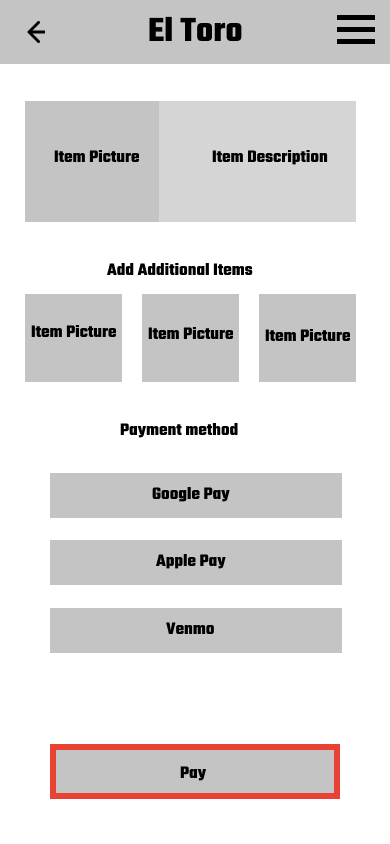 El Toro
Item Picture
Item Description
Add Additional Items
Item Picture
Item Picture
Item Picture
Payment method
Google Pay
Apple Pay
Venmo
Pay